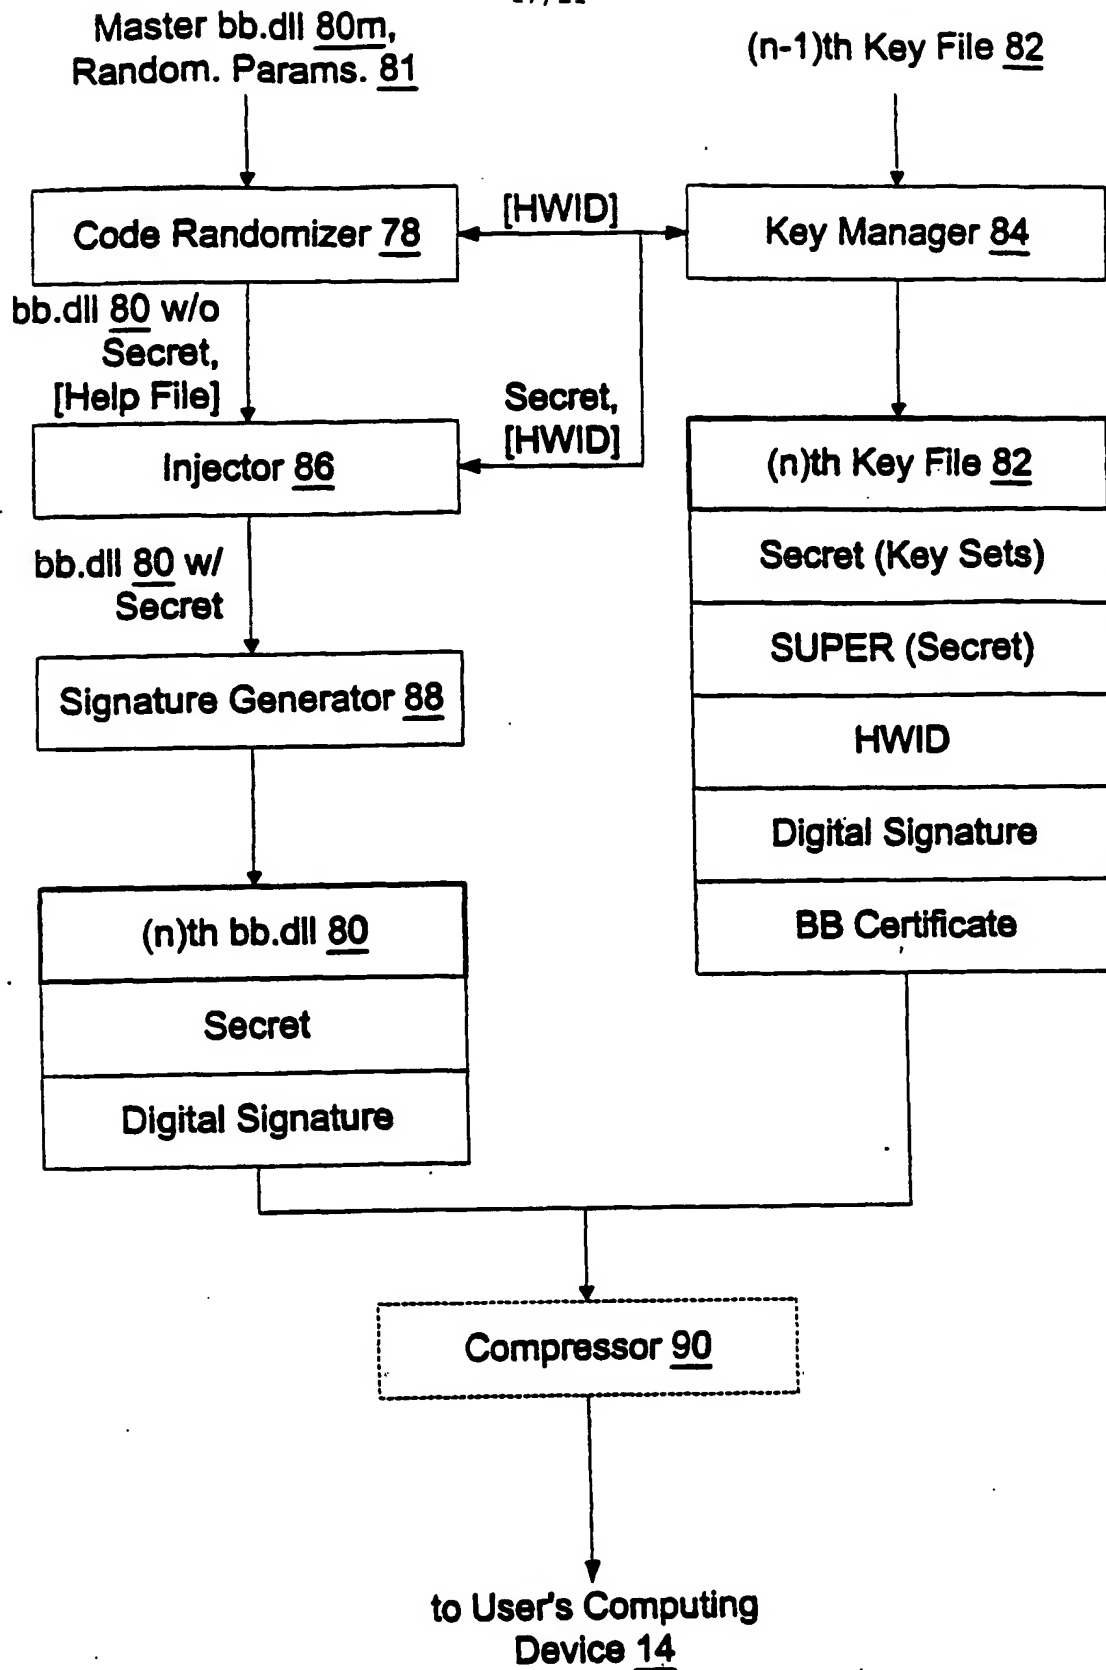 Master bb.dll 80m,
Random. Params. 81
(n-1)th Key File 82
Code Randomizer 78
[HWID]
Key Manager 84
bb.dll 80 w/o
Secret,
[Help File]
Secret,
[HWID]
Injector 86
(n)th Key File 82
Secret (Key Sets)
bb.dll 80 w/
Secret
SUPER (Secret)
Signature Generator 88
HWID
Digital Signature
BB Certificate
(n)th bb.dll 80
Secret
Digital Signature
Compressor 90
to User's Computing
Device 14